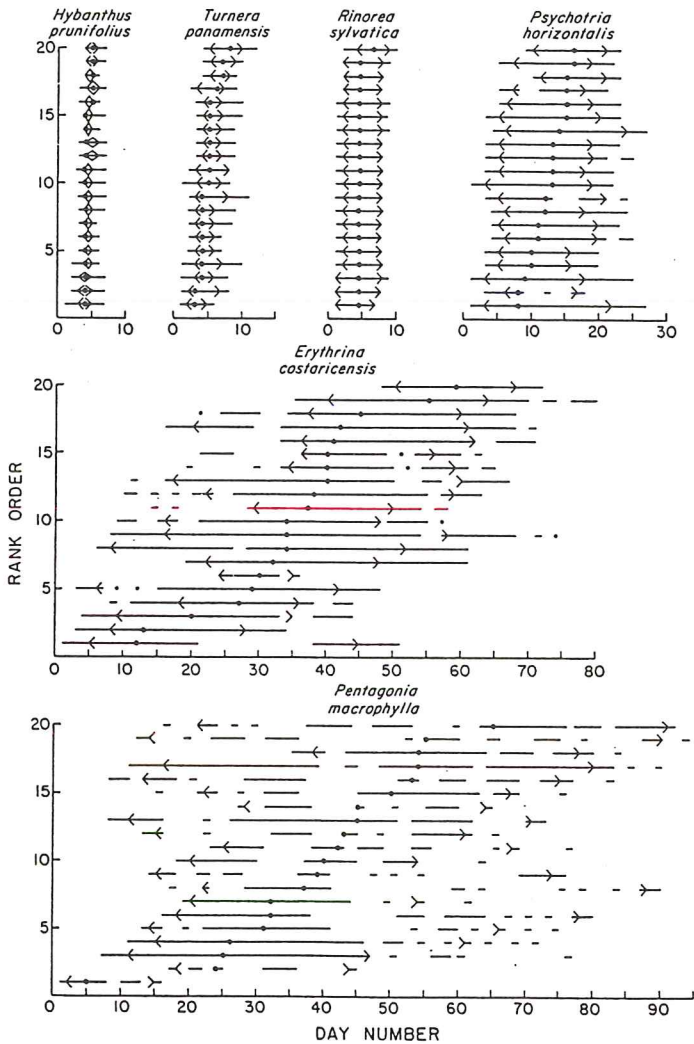 Hybanthus prunifolius
Turnera panamensis
Rinorea sylvatica
Psychotria horizontalis
20
15
10
5
0 10
0 10
0 10
0 10 20 30
Erythrina costaricensis
20
15
10
5
0 10 20 30 40 50 60 70 80
RANK ORDER
Pentagonia macrophylla
20
15
10
5
0 10 20 30 40 50 60 70 80 90
DAY NUMBER